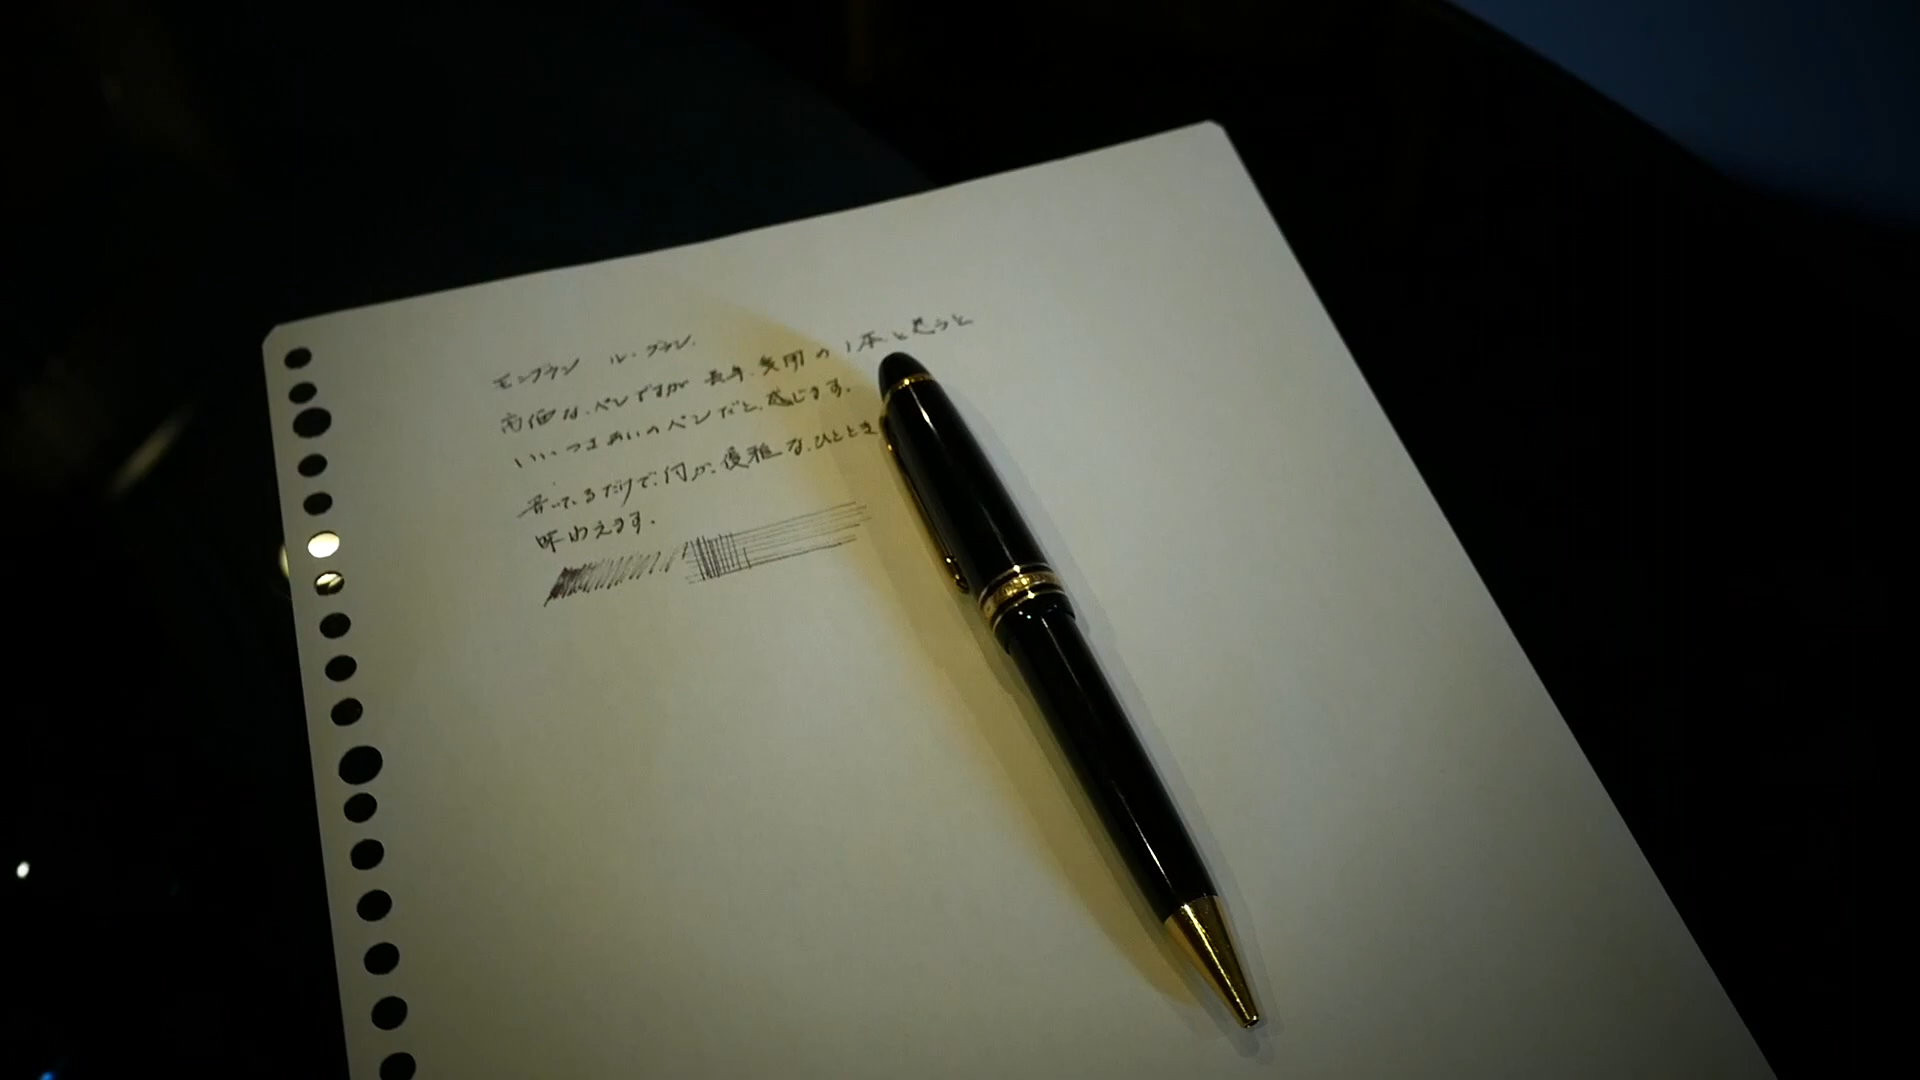 モンブラン ル・グラン.
高価な.ペンですが 長年.愛用の1本.と思うと
いいつきあいのペンだと.感じます.
書いてるだけで.何か.優雅な.ひととき
味わえます.